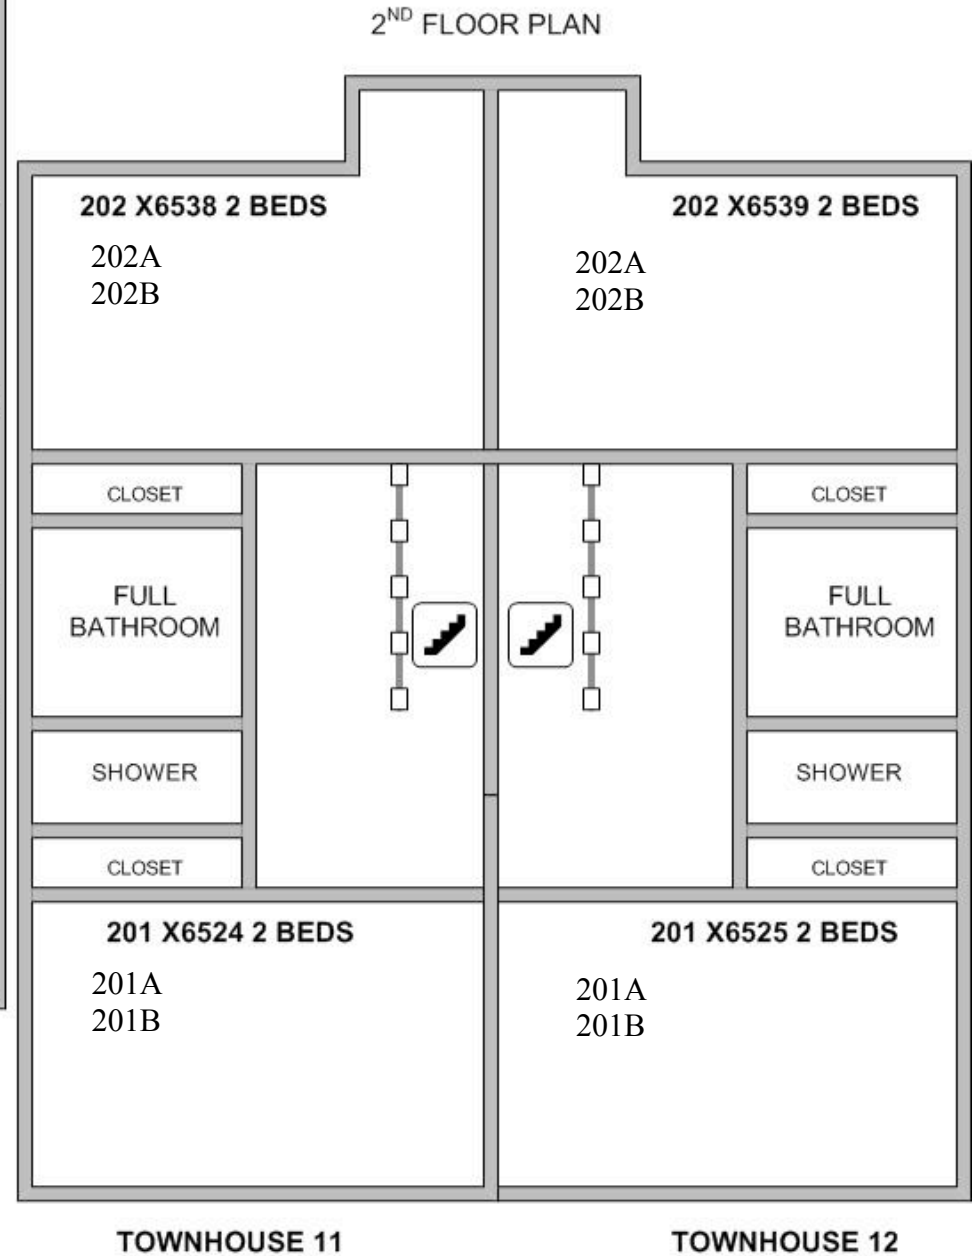 2ND FLOOR PLAN
202 X6538 2 BEDS
202A
202B
202 X6539 2 BEDS
202A
202B
CLOSET
FULL
BATHROOM
SHOWER
CLOSET
CLOSET
FULL
BATHROOM
SHOWER
CLOSET
201 X6524 2 BEDS
201A
201B
201 X6525 2 BEDS
201A
201B
TOWNHOUSE 11
TOWNHOUSE 12